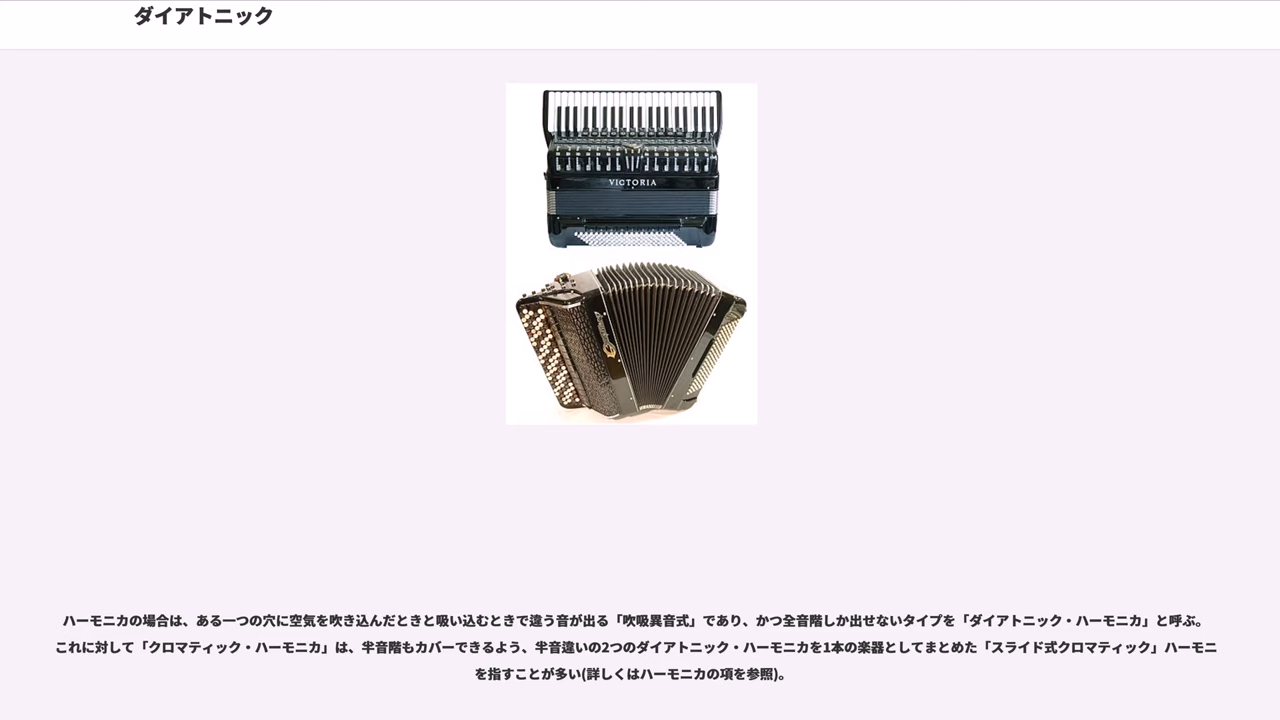 ダイアトニック
VICTORIA
ハーモニカの場合は、ある一つの穴に空気を吹き込んだときと吸い込むときで違う音が出る「吹吸異音式」であり、かつ全音階しか出せないタイプを「ダイアトニック・ハーモニカ」と呼ぶ。
これに対して「クロマティック・ハーモニカ」は、半音階もカバーできるよう、半音違いの2つのダイアトニック・ハーモニカを1本の楽器としてまとめた「スライド式クロマティック」ハーモニ
を指すことが多い(詳しくはハーモニカの項を参照)。